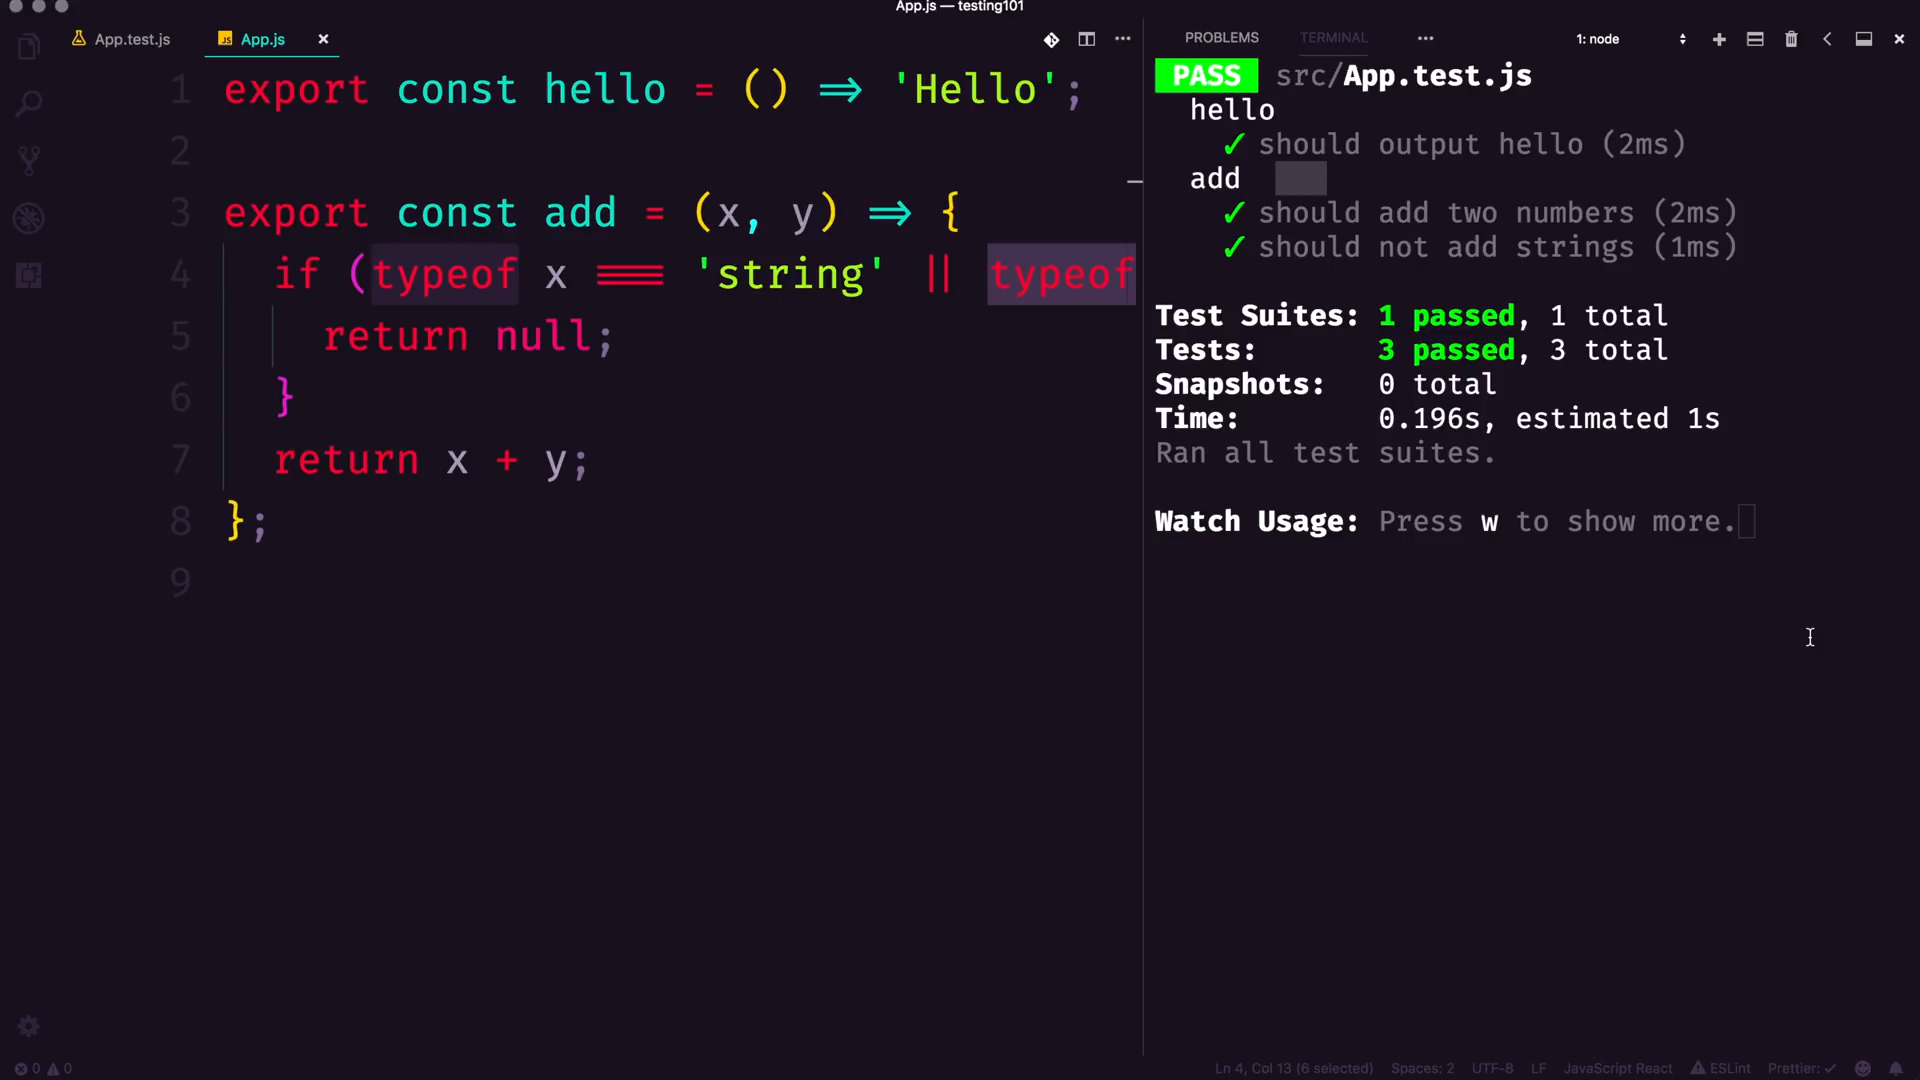 App.js — testing101
App.test.js
App.js
PROBLEMS
TERMINAL
1: node
1 export const hello = () => 'Hello';
2
3 export const add = (x, y) => {
4 if (typeof x === 'string' || typeof
5 return null;
6 }
7 return x + y;
8 };
9
PASS src/App.test.js
hello
✓ should output hello (2ms)
add
✓ should add two numbers (2ms)
✓ should not add strings (1ms)
Test Suites: 1 passed, 1 total
Tests: 3 passed, 3 total
Snapshots: 0 total
Time: 0.196s, estimated 1s
Ran all test suites.
Watch Usage: Press w to show more.
0 0
Ln 4, Col 13 (6 selected) Spaces: 2 UTF-8 LF JavaScript React ESLint Prettier: ✓